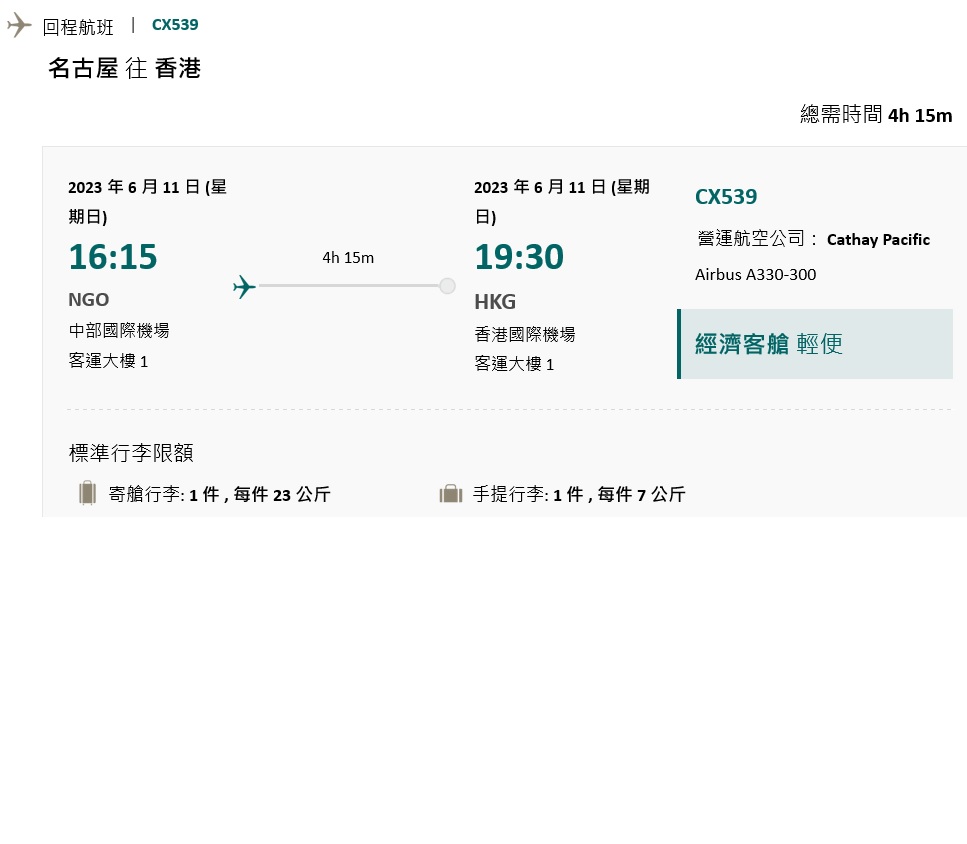 回程航班 | CX539
名古屋 往 香港
總需時間 4h 15m
2023 年 6 月 11 日 (星
期日)
16:15
NGO
中部國際機場
客運大樓 1
4h 15m
2023 年 6 月 11 日 (星期
日)
19:30
HKG
香港國際機場
客運大樓 1
CX539
營運航空公司： Cathay Pacific
Airbus A330-300
經濟客艙 輕便
標準行李限額
寄艙行李: 1 件 , 每件 23 公斤
手提行李: 1 件 , 每件 7 公斤